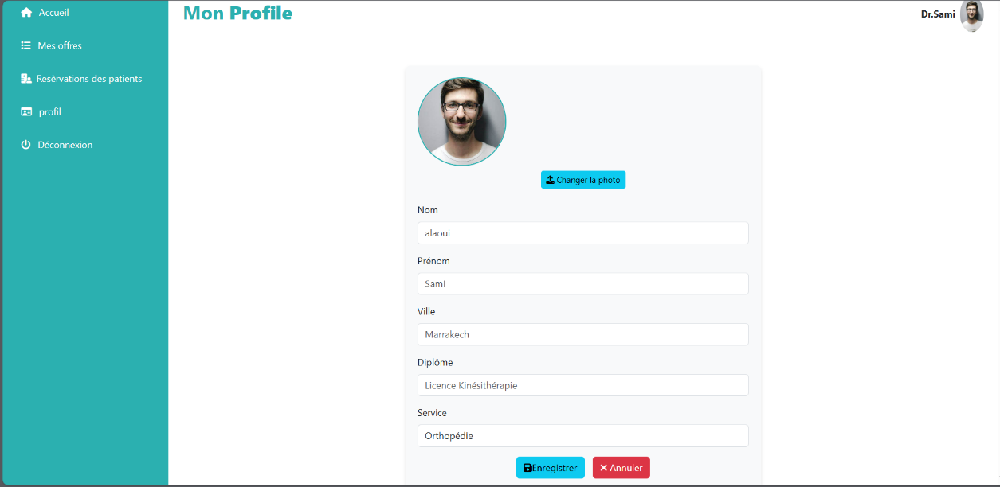 Accueil
Mes offres
Resèrvations des patients
profil
Déconnexion
Mon Profile
Dr.Sami
Changer la photo
Nom
alaoui
Prénom
Sami
Ville
Marrakech
Diplôme
Licence Kinésithérapie
Service
Orthopédie
Enregistrer
Annuler